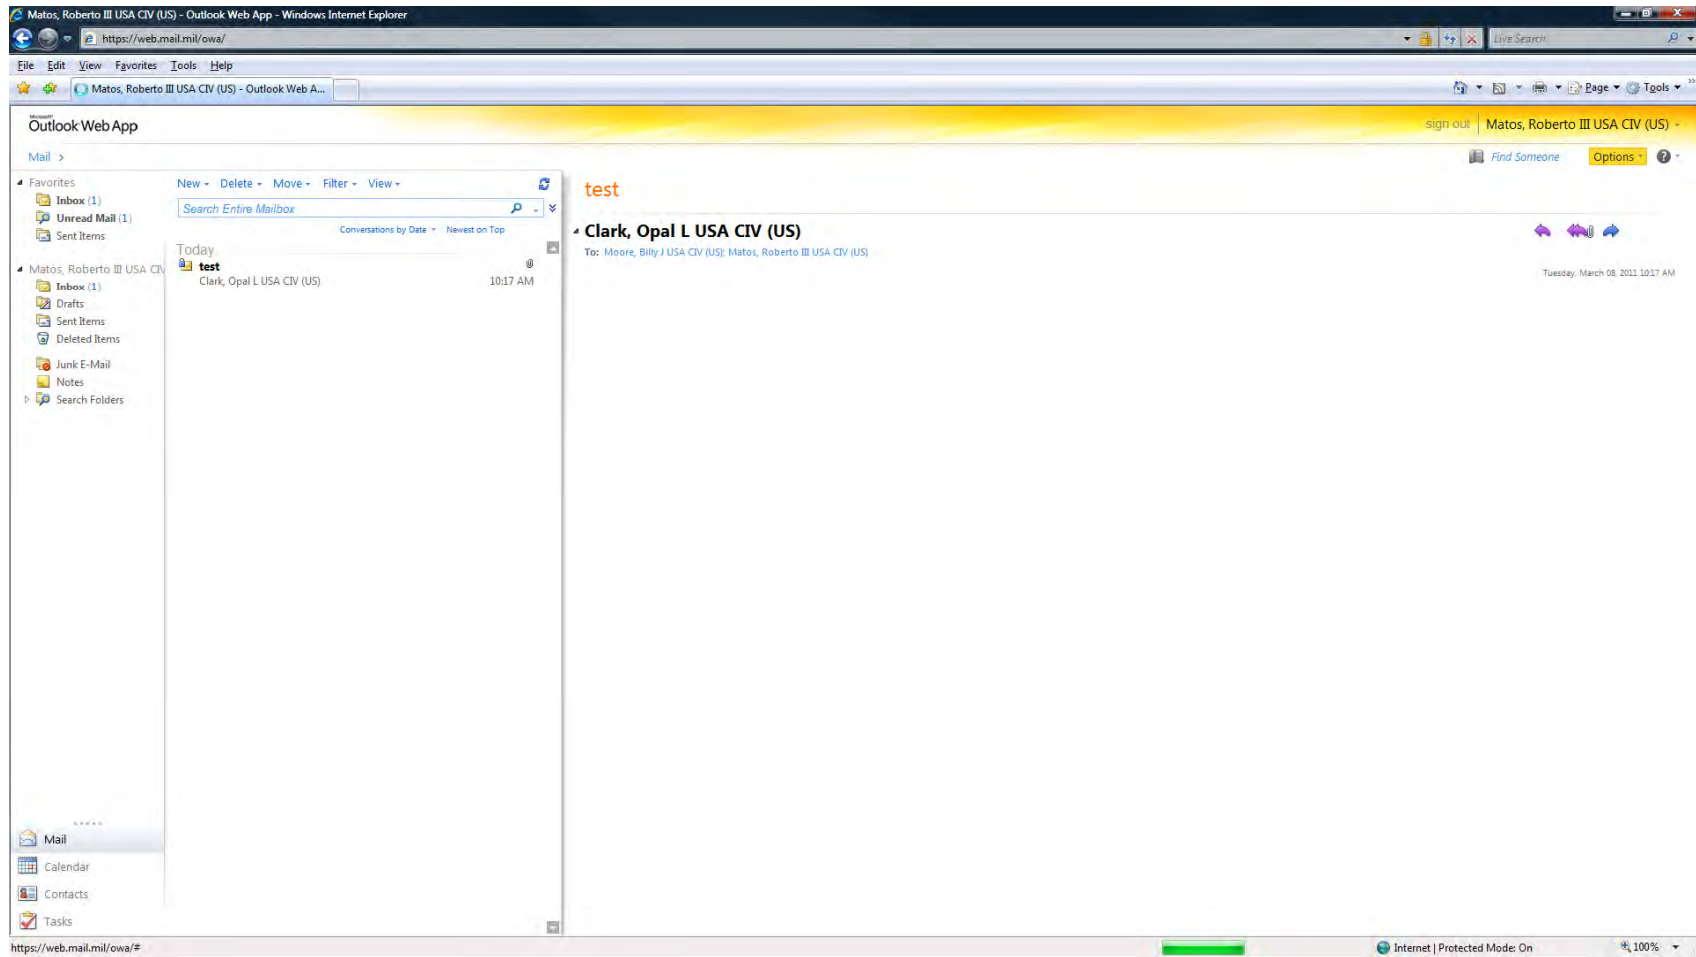 Matos, Roberto III USA CIV (US) - Outlook Web App - Windows Internet Explorer
https://web.mail.mil/owa/
Live Search
File Edit View Favorites Tools Help
Matos, Roberto III USA CIV (US) - Outlook Web A...
Page Tools
Microsoft
Outlook Web App
sign out Matos, Roberto III USA CIV (US)
Mail >
Find Someone Options ?
Favorites
Inbox (1)
Unread Mail (1)
Sent Items
Matos, Roberto III USA CIV
Inbox (1)
Drafts
Sent Items
Deleted Items
Junk E-Mail
Notes
Search Folders
New Delete Move Filter View
Search Entire Mailbox
Conversations by Date Newest on Top
Today
test
Clark, Opal L USA CIV (US) 10:17 AM
test
Clark, Opal L USA CIV (US)
To: Moore, Billy J USA CIV (US); Matos, Roberto III USA CIV (US)
Tuesday, March 08, 2011 10:17 AM
Mail
Calendar
Contacts
Tasks
https://web.mail.mil/owa/#
Internet | Protected Mode: On
100%